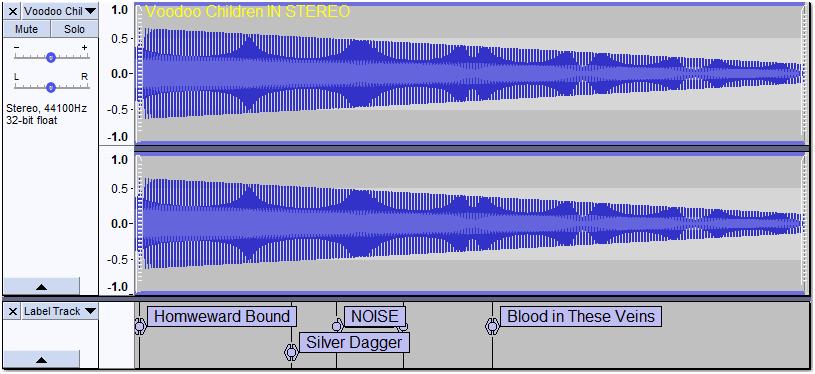 Voodoo Chil
Voodoo Children IN STEREO
Mute Solo
- +
L R
Stereo, 44100Hz
32-bit float
1.0
0.5
0.0
-0.5
-1.0
1.0
0.5
0.0
-0.5
-1.0
Label Track
Homweward Bound
NOISE
Blood in These Veins
Silver Dagger